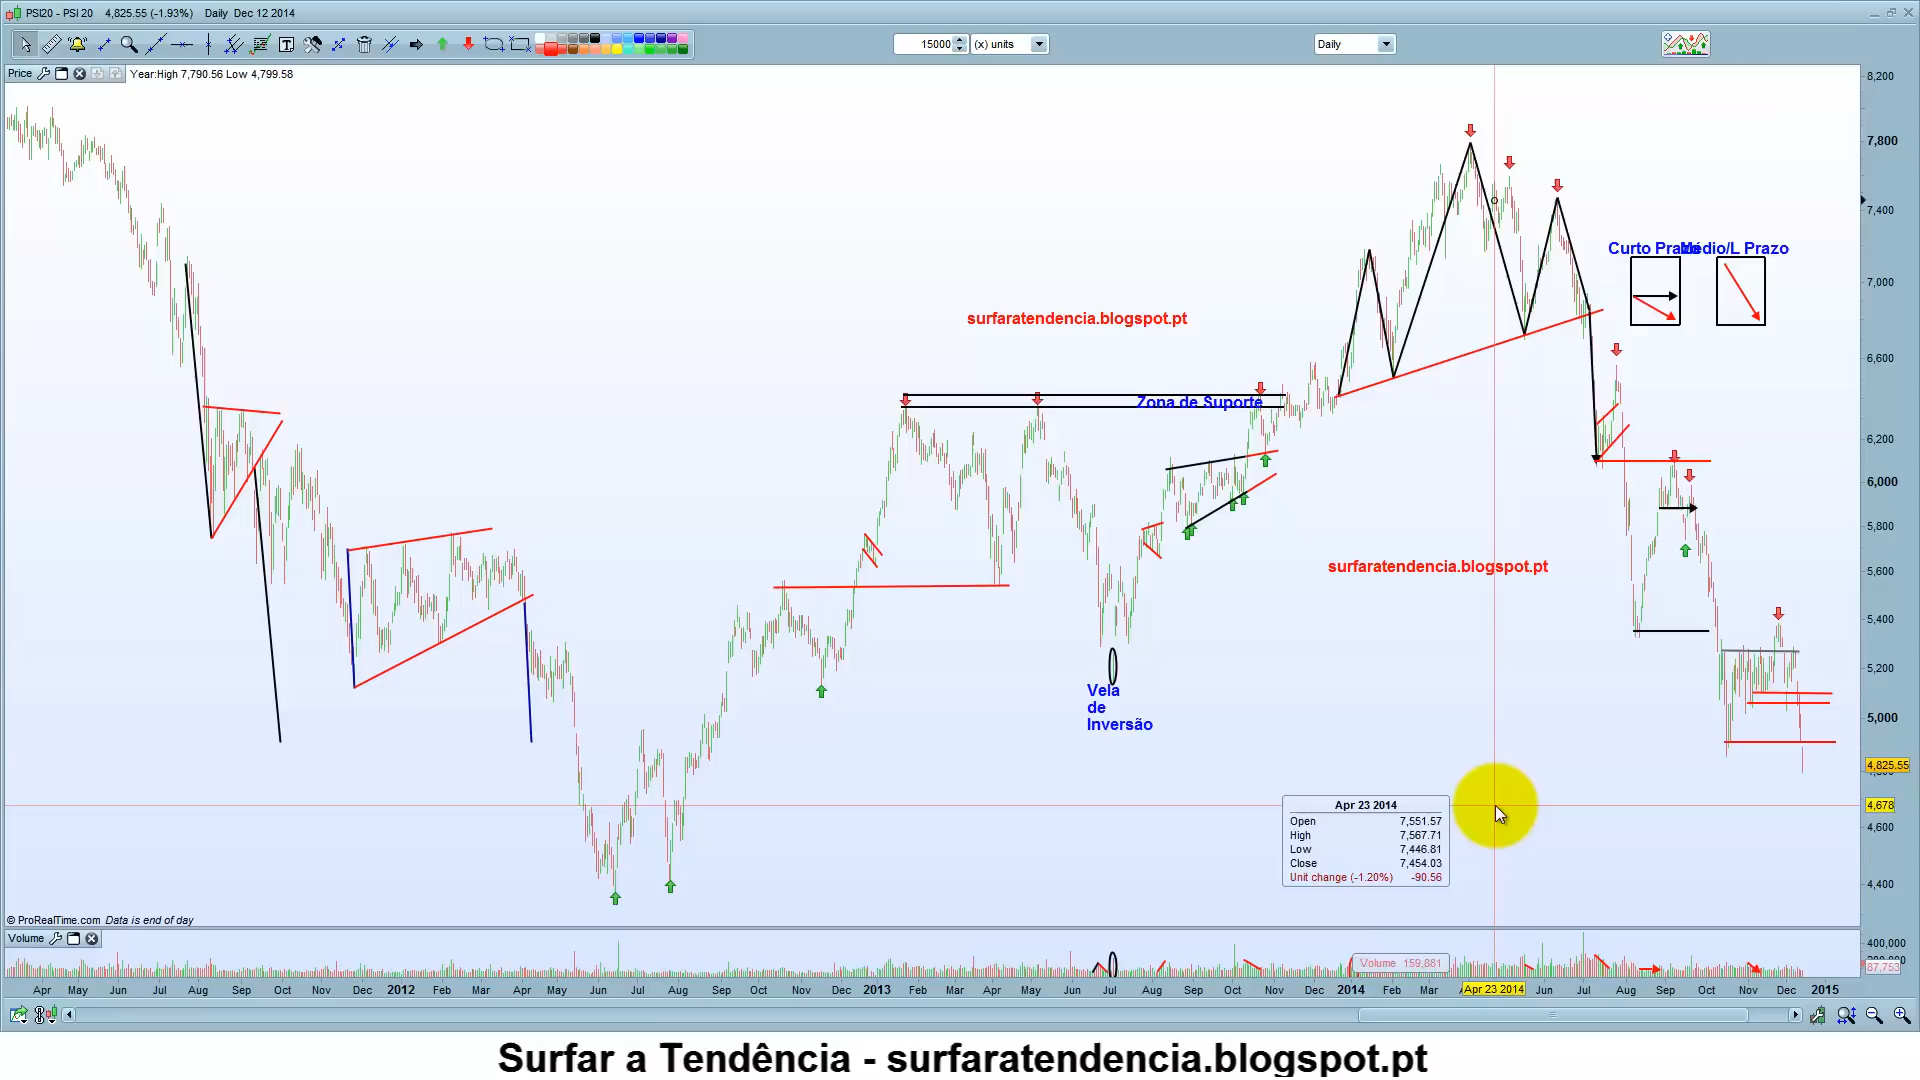 PSI20 - PSI 20 4,825.55 (-1.93%) Daily Dec 12 2014
15000 (x) units Daily
Price Year:High 7,790.56 Low 4,799.58
8,200
7,800
7,400
7,000
6,600
6,200
6,000
5,800
5,600
5,400
5,200
5,000
4,825.55
4,678
4,600
4,400
Curto Prazo Médio/L Prazo
surfaratendencia.blogspot.pt
Zona de Suporte
surfaratendencia.blogspot.pt
Vela
de
Inversão
Apr 23 2014
Open 7,551.57
High 7,567.71
Low 7,446.81
Close 7,454.03
Unit change (-1.20%) -90.56
© ProRealTime.com Data is end of day
Volume
400,000
87,753
Volume 159,881
Apr May Jun Jul Aug Sep Oct Nov Dec 2012 Feb Mar Apr May Jun Jul Aug Sep Oct Nov Dec 2013 Feb Mar Apr May Jun Jul Aug Sep Oct Nov Dec 2014 Feb Mar Apr 23 2014 Jun Jul Aug Sep Oct Nov Dec 2015
Surfar a Tendência - surfaratendencia.blogspot.pt